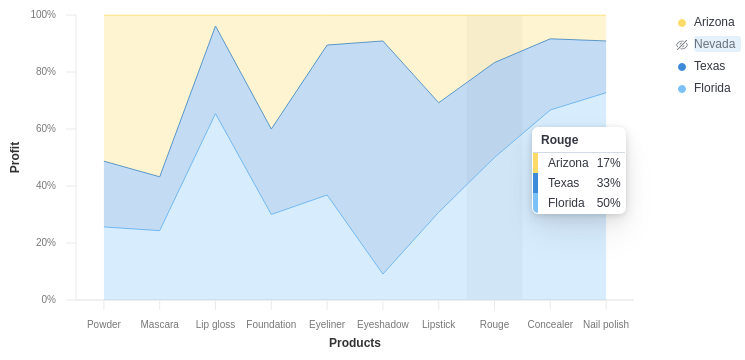 100%
80%
60%
40%
20%
0%
Profit
Powder
Mascara
Lip gloss
Foundation
Eyeliner
Eyeshadow
Lipstick
Rouge
Concealer
Nail polish
Products
Rouge
Arizona 17%
Texas 33%
Florida 50%
Arizona
Nevada
Texas
Florida